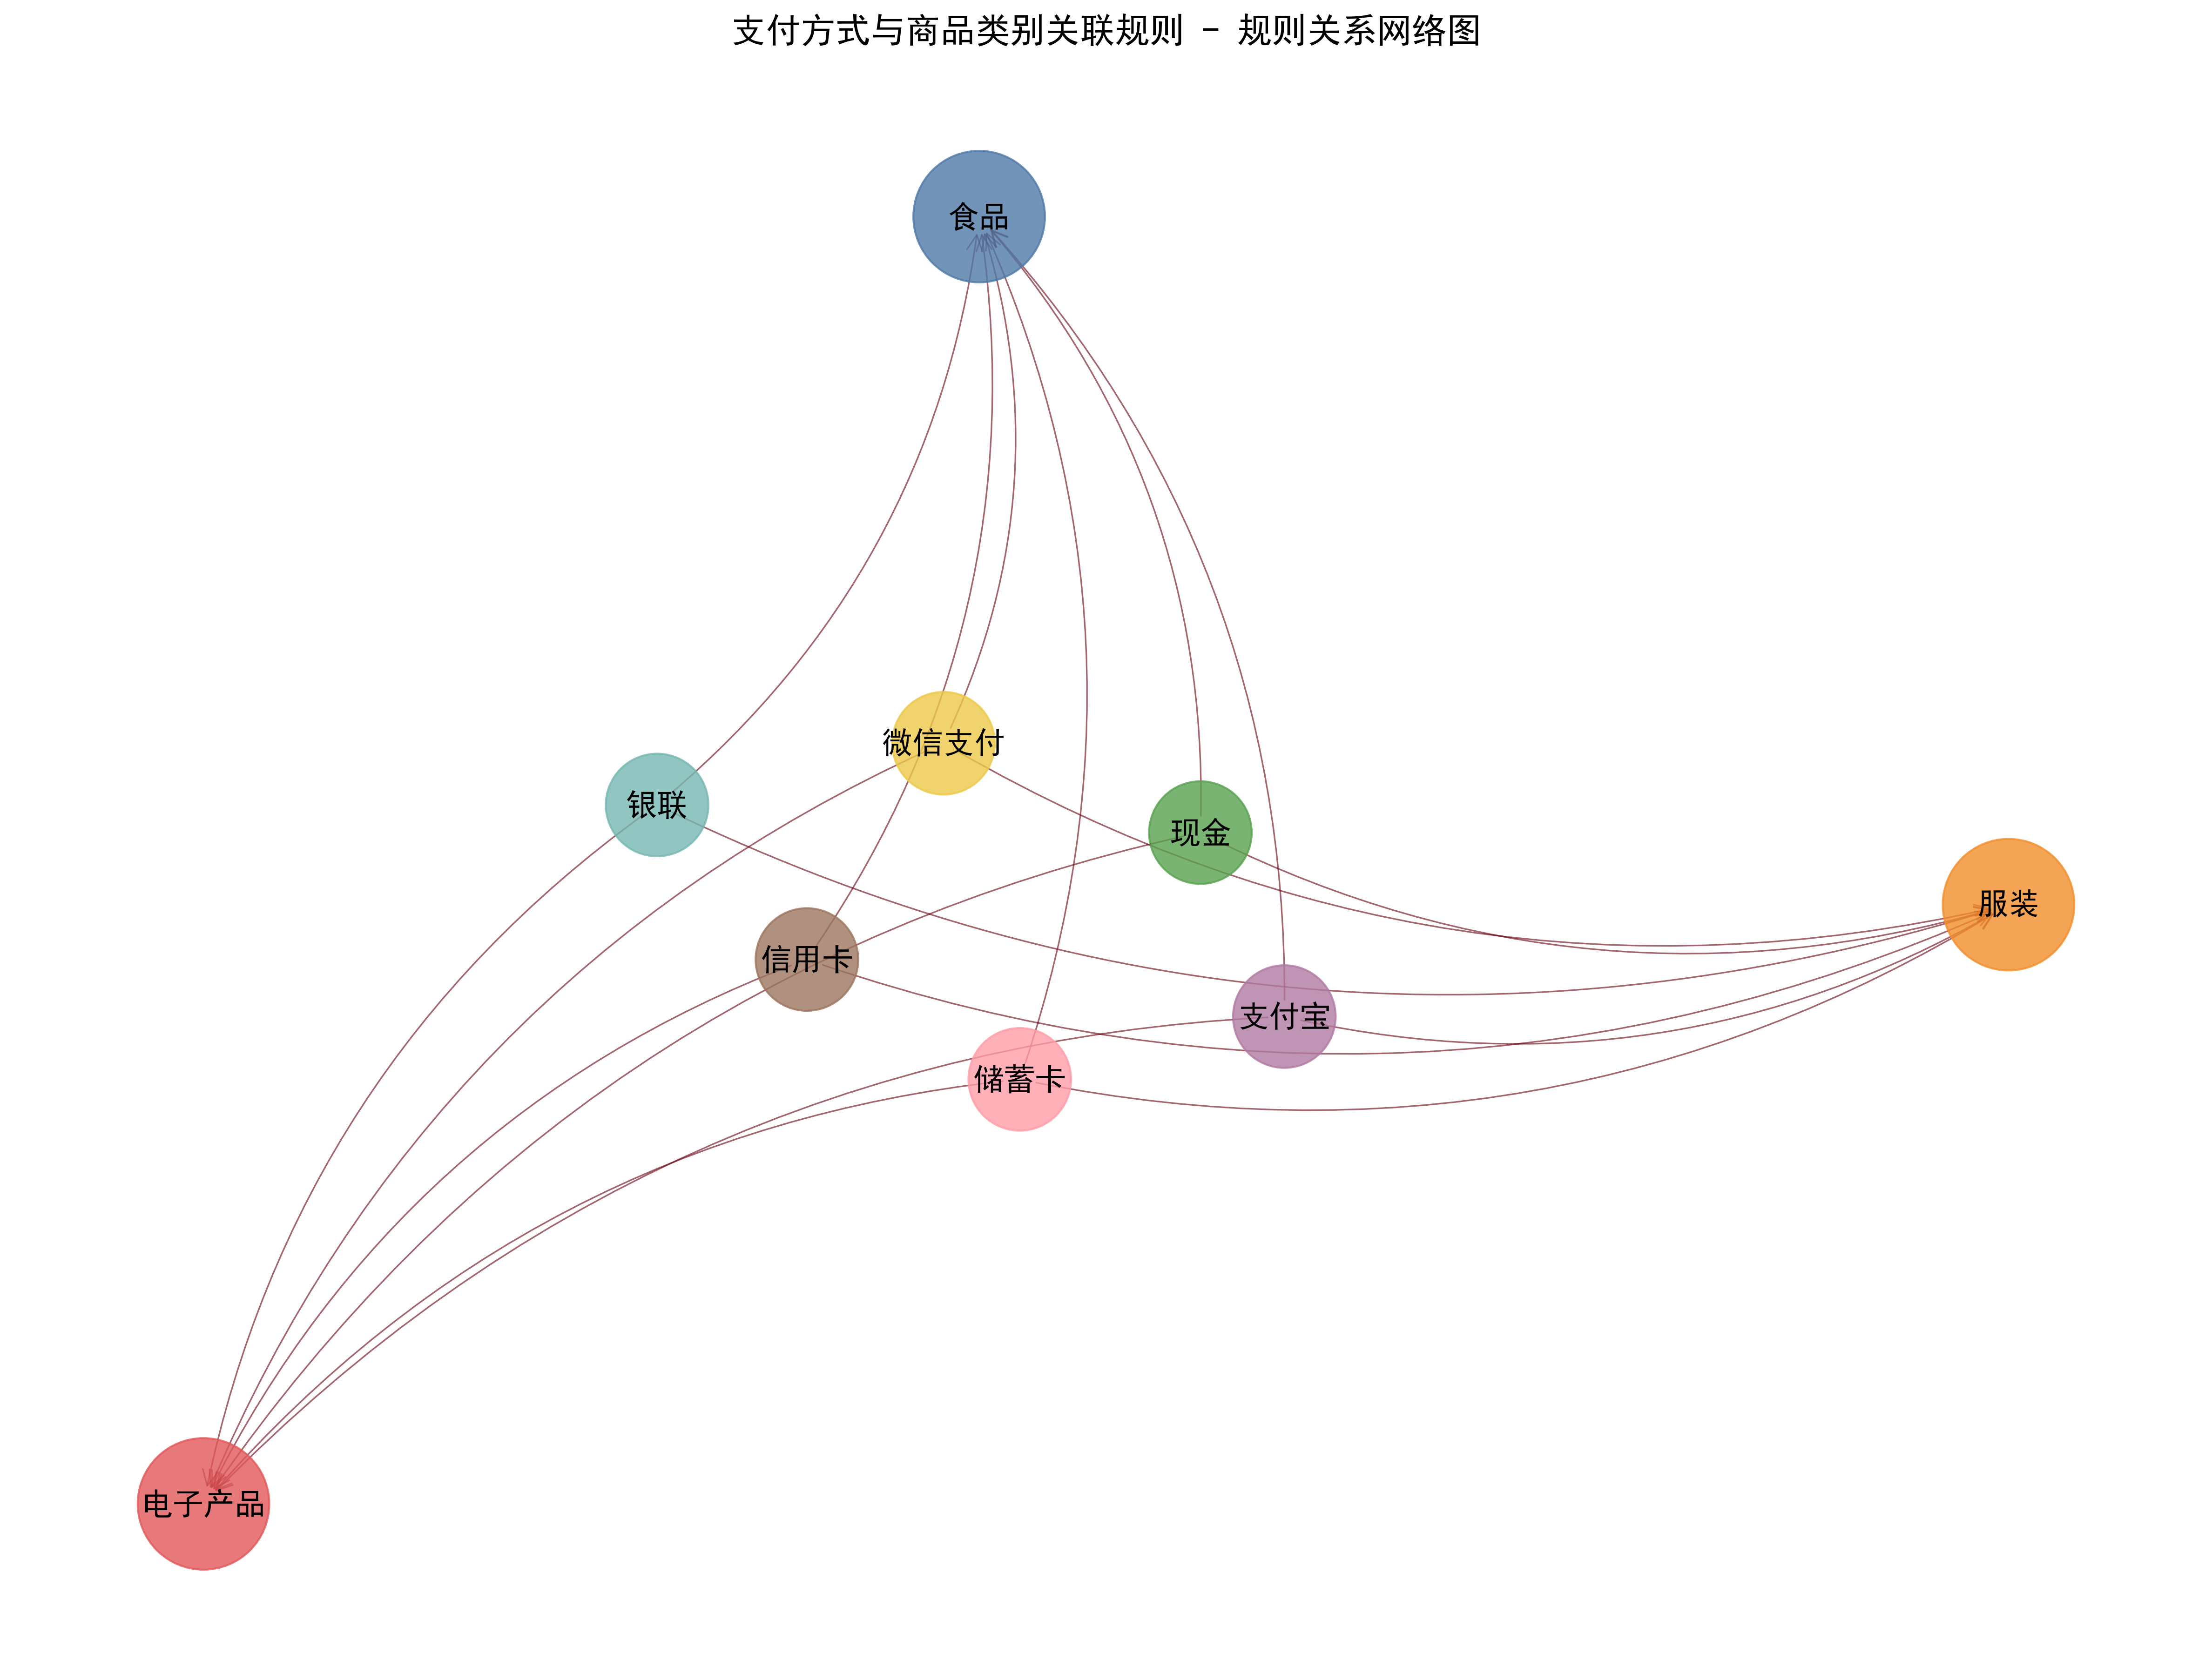 支付方式与商品类别关联规则 - 规则关系网络图
食品
微信支付
银联
现金
服装
信用卡
支付宝
储蓄卡
电子产品